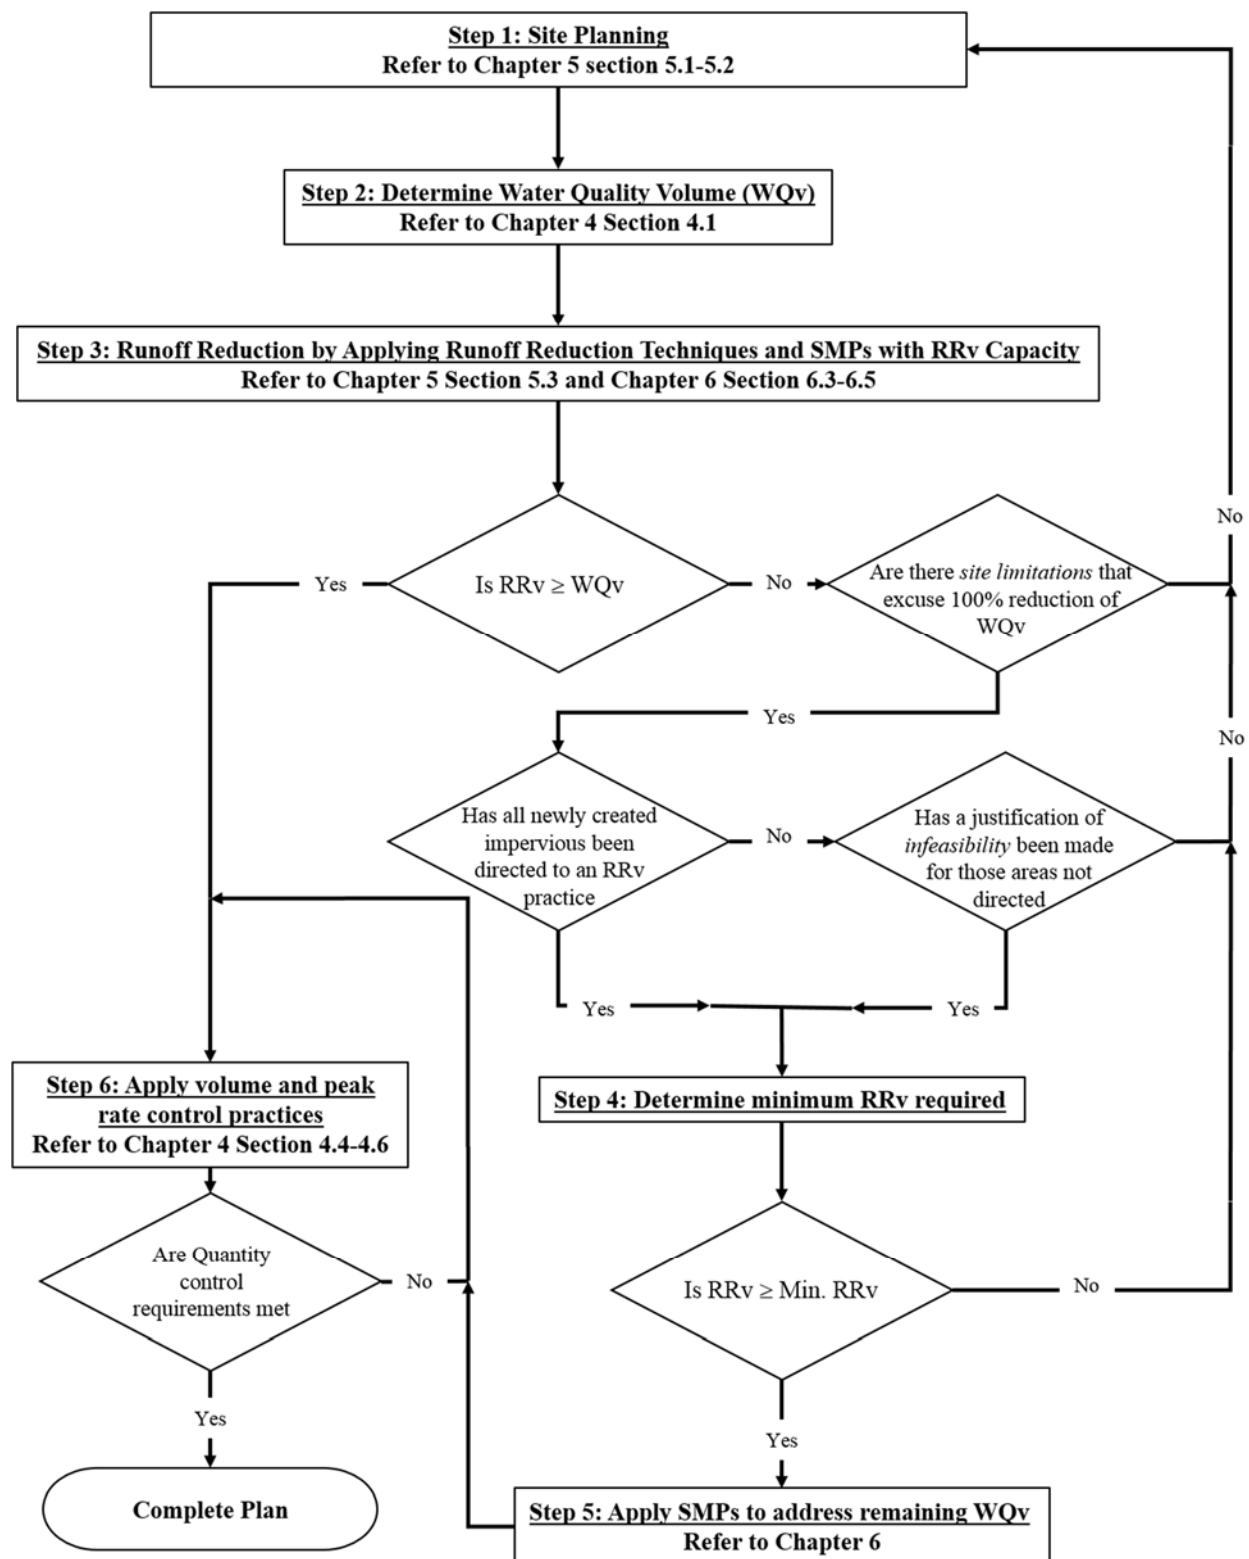 Step 1: Site Planning
Refer to Chapter 5 section 5.1-5.2
Step 2: Determine Water Quality Volume (WQv)
Refer to Chapter 4 Section 4.1
Step 3: Runoff Reduction by Applying Runoff Reduction Techniques and SMPs with RRv Capacity
Refer to Chapter 5 Section 5.3 and Chapter 6 Section 6.3-6.5
No
Yes
Is RRv ≥ WQv
No
Are there site limitations that
excuse 100% reduction of
WQv
Yes
No
Has all newly created
impervious been
directed to an RRv
practice
No
Has a justification of
infeasibility been made
for those areas not
directed
Yes
Yes
Step 6: Apply volume and peak
rate control practices
Refer to Chapter 4 Section 4.4-4.6
Step 4: Determine minimum RRv required
Are Quantity
control
requirements met
No
Is RRv ≥ Min. RRv
No
Yes
Yes
Complete Plan
Step 5: Apply SMPs to address remaining WQv
Refer to Chapter 6